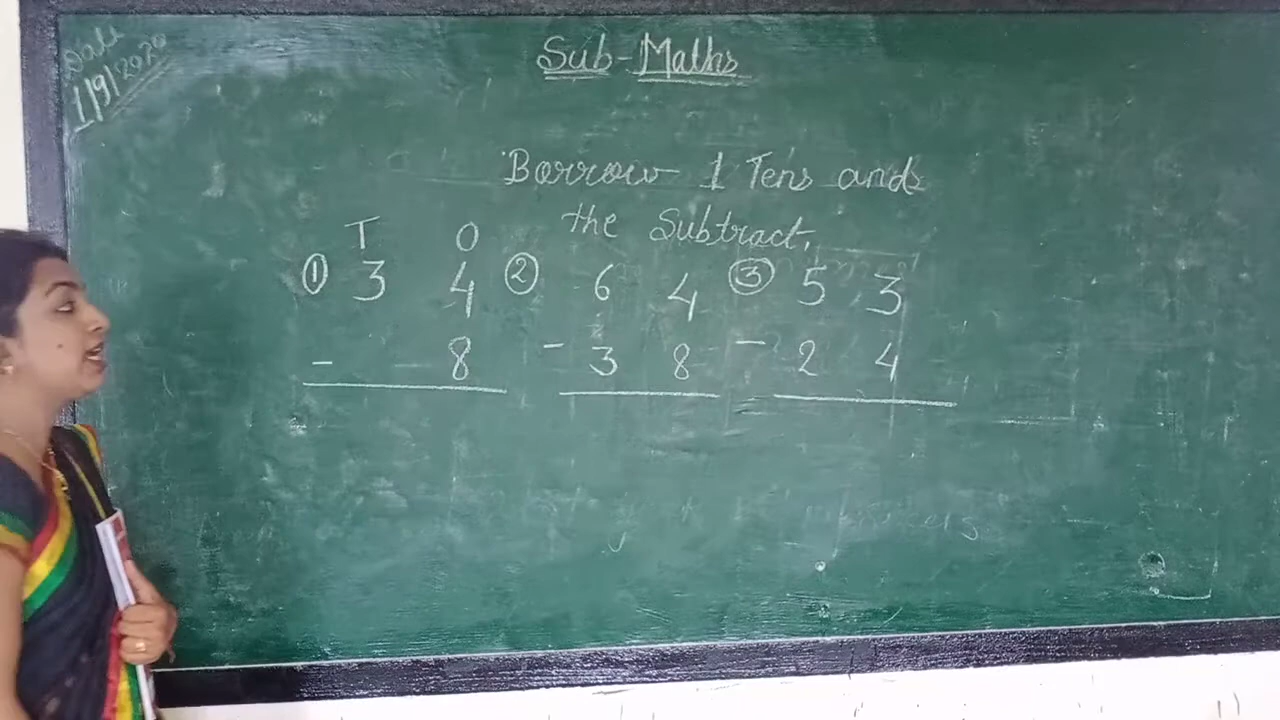 Date
1/9/2020
Sub-Maths
Borrow 1 Tens and
the Subtract.
T O
① 3 4 ② 6 4 ③ 5 3
- 8 - 3 8 - 2 4